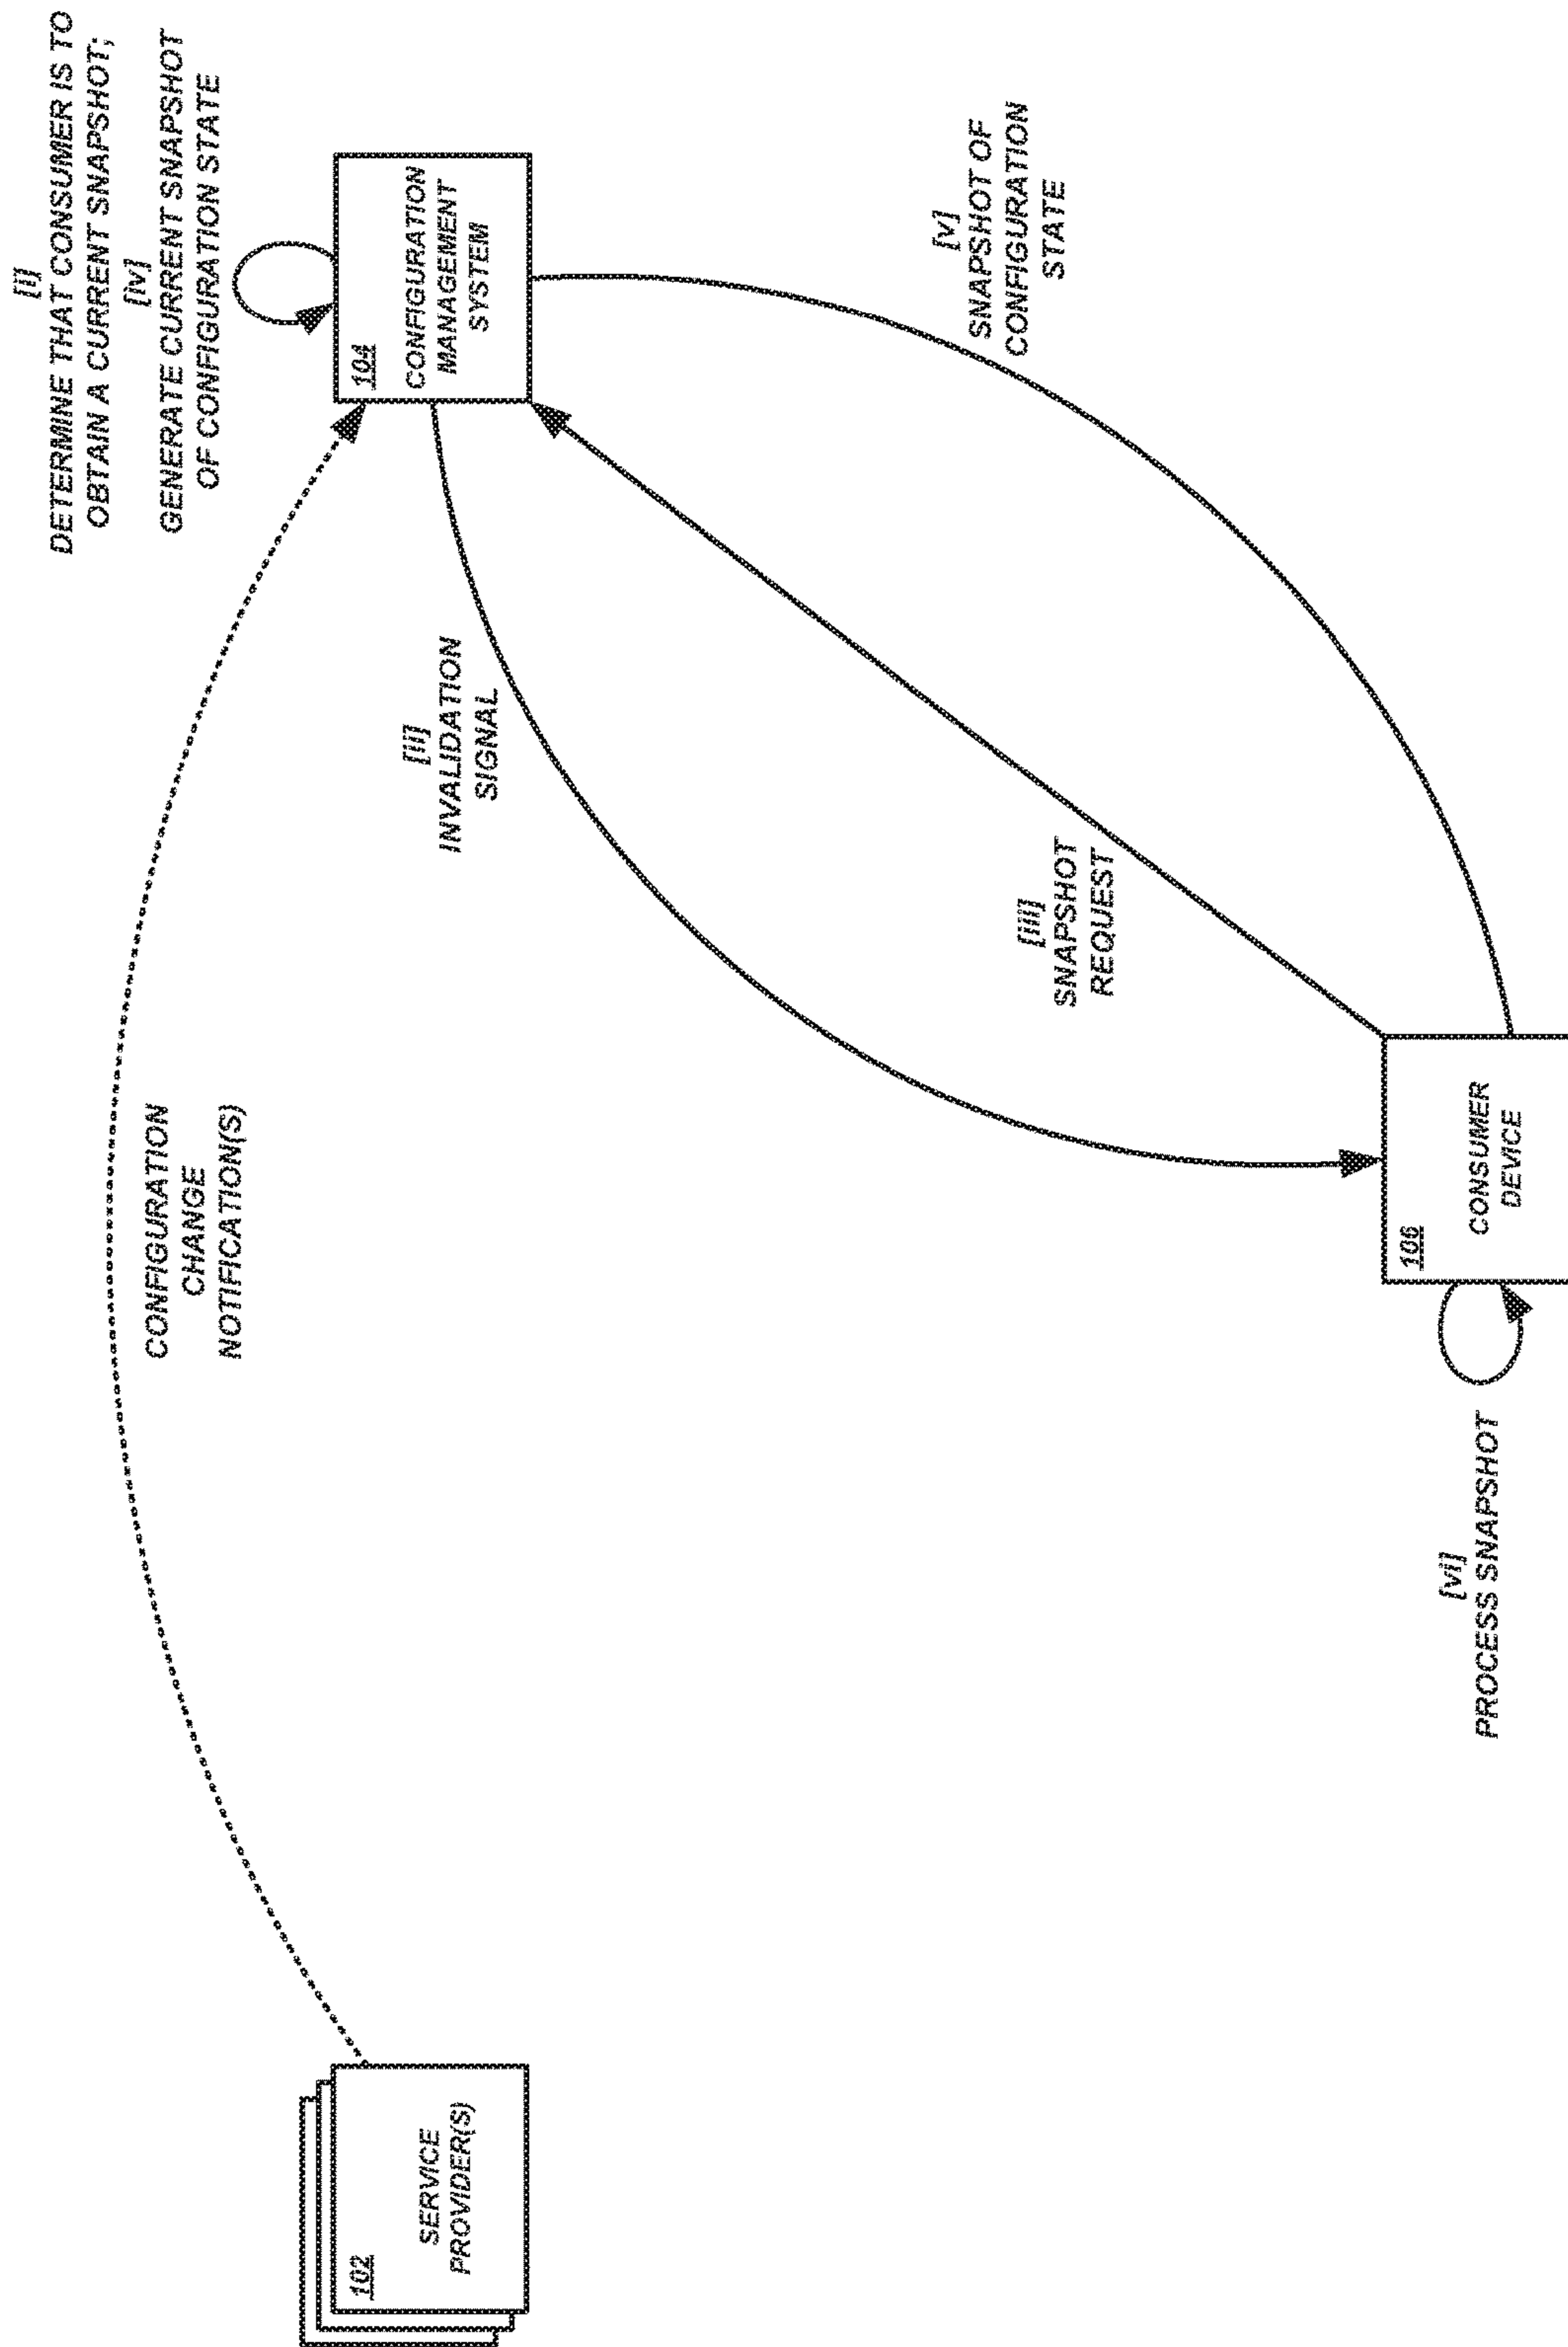 [i]
DETERMINE THAT CONSUMER IS TO
OBTAIN A CURRENT SNAPSHOT;
[iv]
GENERATE CURRENT SNAPSHOT
OF CONFIGURATION STATE
CONFIGURATION
CHANGE
NOTIFICATION(S)
102
SERVICE
PROVIDER(S)
104
CONFIGURATION
MANAGEMENT
SYSTEM
[ii]
INVALIDATION
SIGNAL
[iii]
SNAPSHOT
REQUEST
[v]
SNAPSHOT OF
CONFIGURATION
STATE
[vi]
PROCESS SNAPSHOT
106
CONSUMER
DEVICE